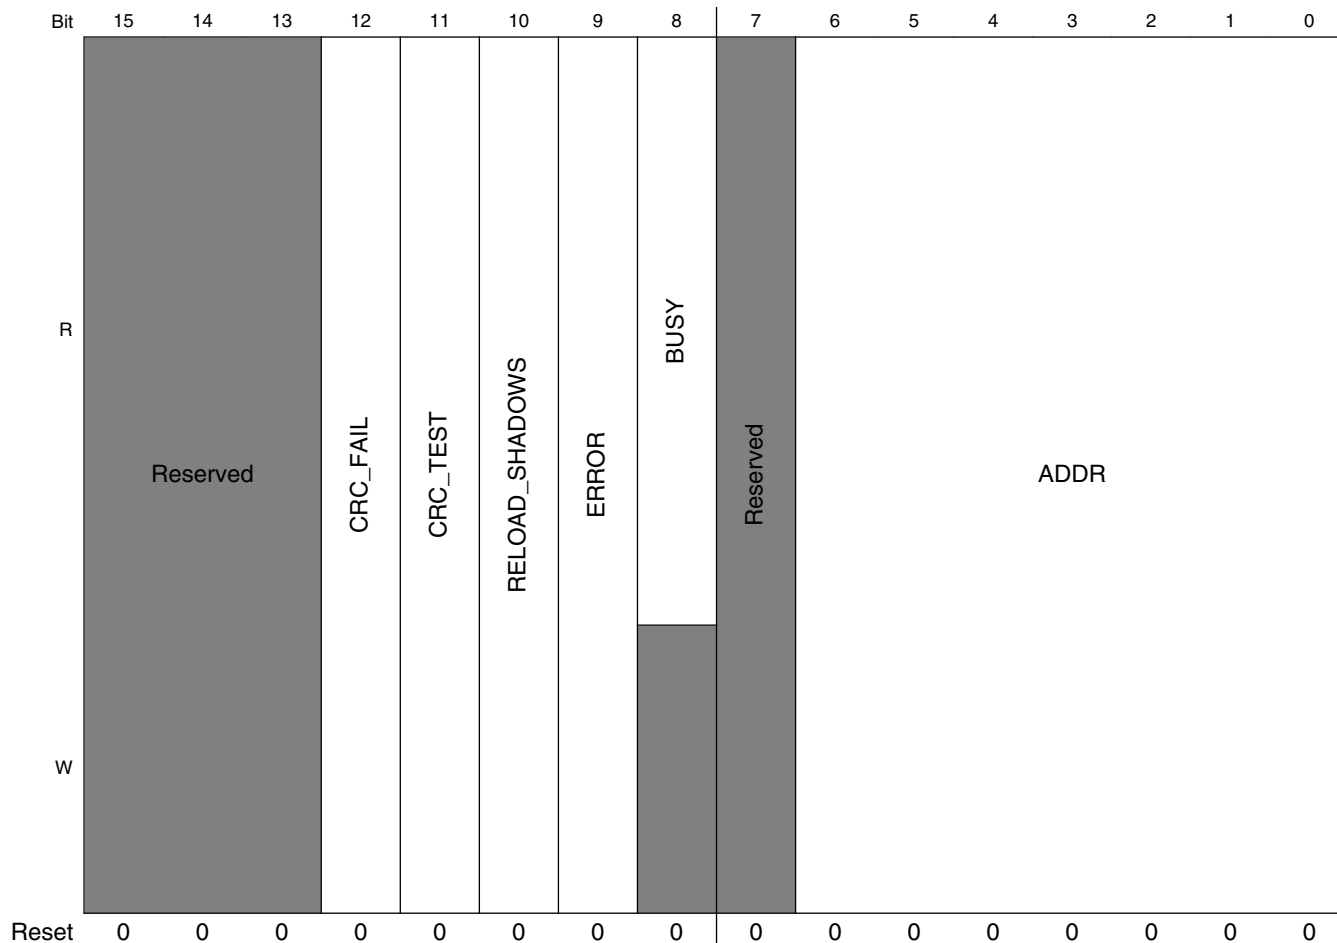 Bit 15 14 13 12 11 10 9 8 7 6 5 4 3 2 1 0
R
W
Reserved
CRC_FAIL
CRC_TEST
RELOAD_SHADOWS
ERROR
BUSY
Reserved
ADDR
Reset 0 0 0 0 0 0 0 0 0 0 0 0 0 0 0 0